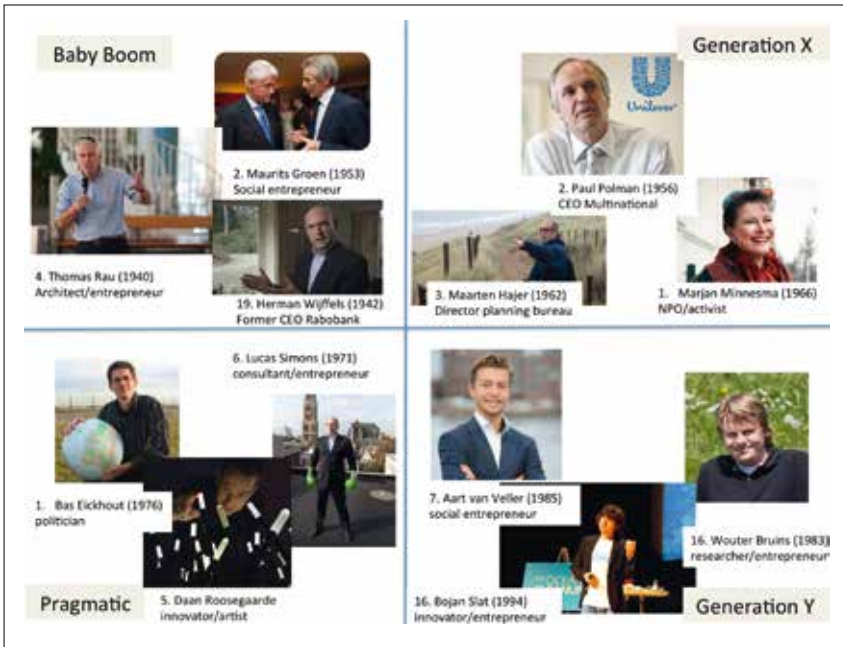 Baby Boom
Generation X
Unilever
2. Maurits Groen (1953)
Social entrepreneur
4. Thomas Rau (1940)
Architect/entrepreneur
19. Herman Wijffels (1942)
Former CEO Rabobank
2. Paul Polman (1956)
CEO Multinational
3. Maarten Hajer (1962)
Director planning bureau
1. Marjan Minnesma (1966)
NPO/activist
6. Lucas Simons (1971)
consultant/entrepreneur
1. Bas Eickhout (1976)
politician
5. Daan Roosegaarde
innovator/artist
Pragmatic
7. Aart van Veller (1985)
social entrepreneur
16. Wouter Bruins (1983)
researcher/entrepreneur
16. Bojan Slat (1994)
innovator/entrepreneur
Generation Y